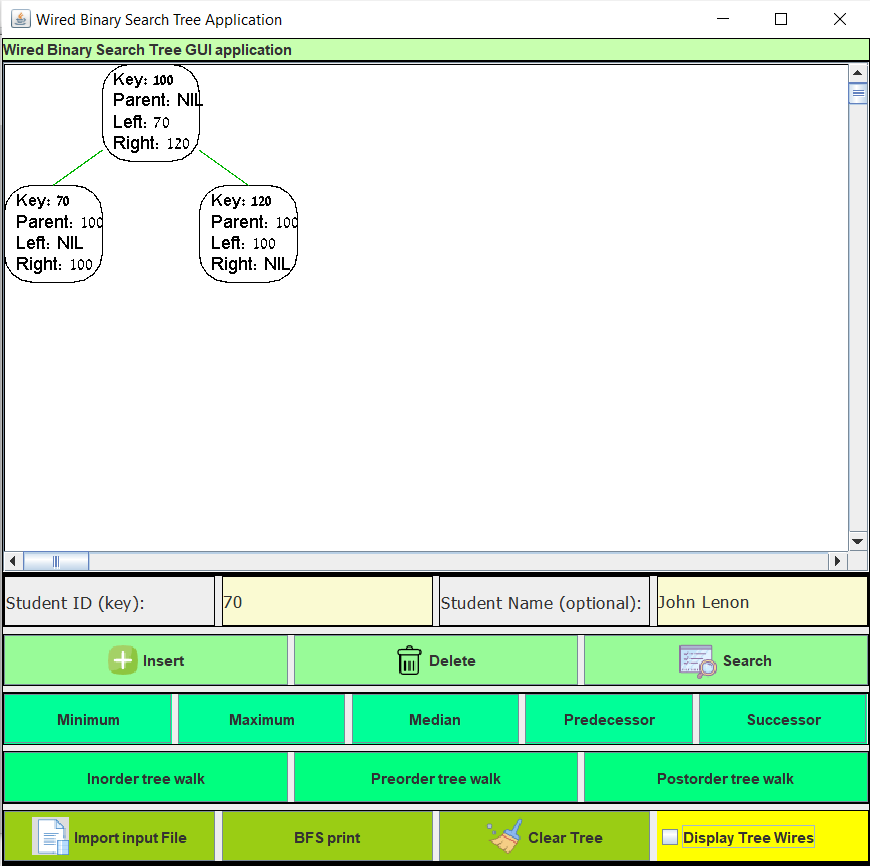 Wired Binary Search Tree Application
Wired Binary Search Tree GUI application
Key: 100
Parent: NIL
Left: 70
Right: 120
Key: 70
Parent: 100
Left: NIL
Right: 100
Key: 120
Parent: 100
Left: 100
Right: NIL
Student ID (key): 70 Student Name (optional): John Lenon
Insert Delete Search
Minimum Maximum Median Predecessor Successor
Inorder tree walk Preorder tree walk Postorder tree walk
Import input File BFS print Clear Tree Display Tree Wires